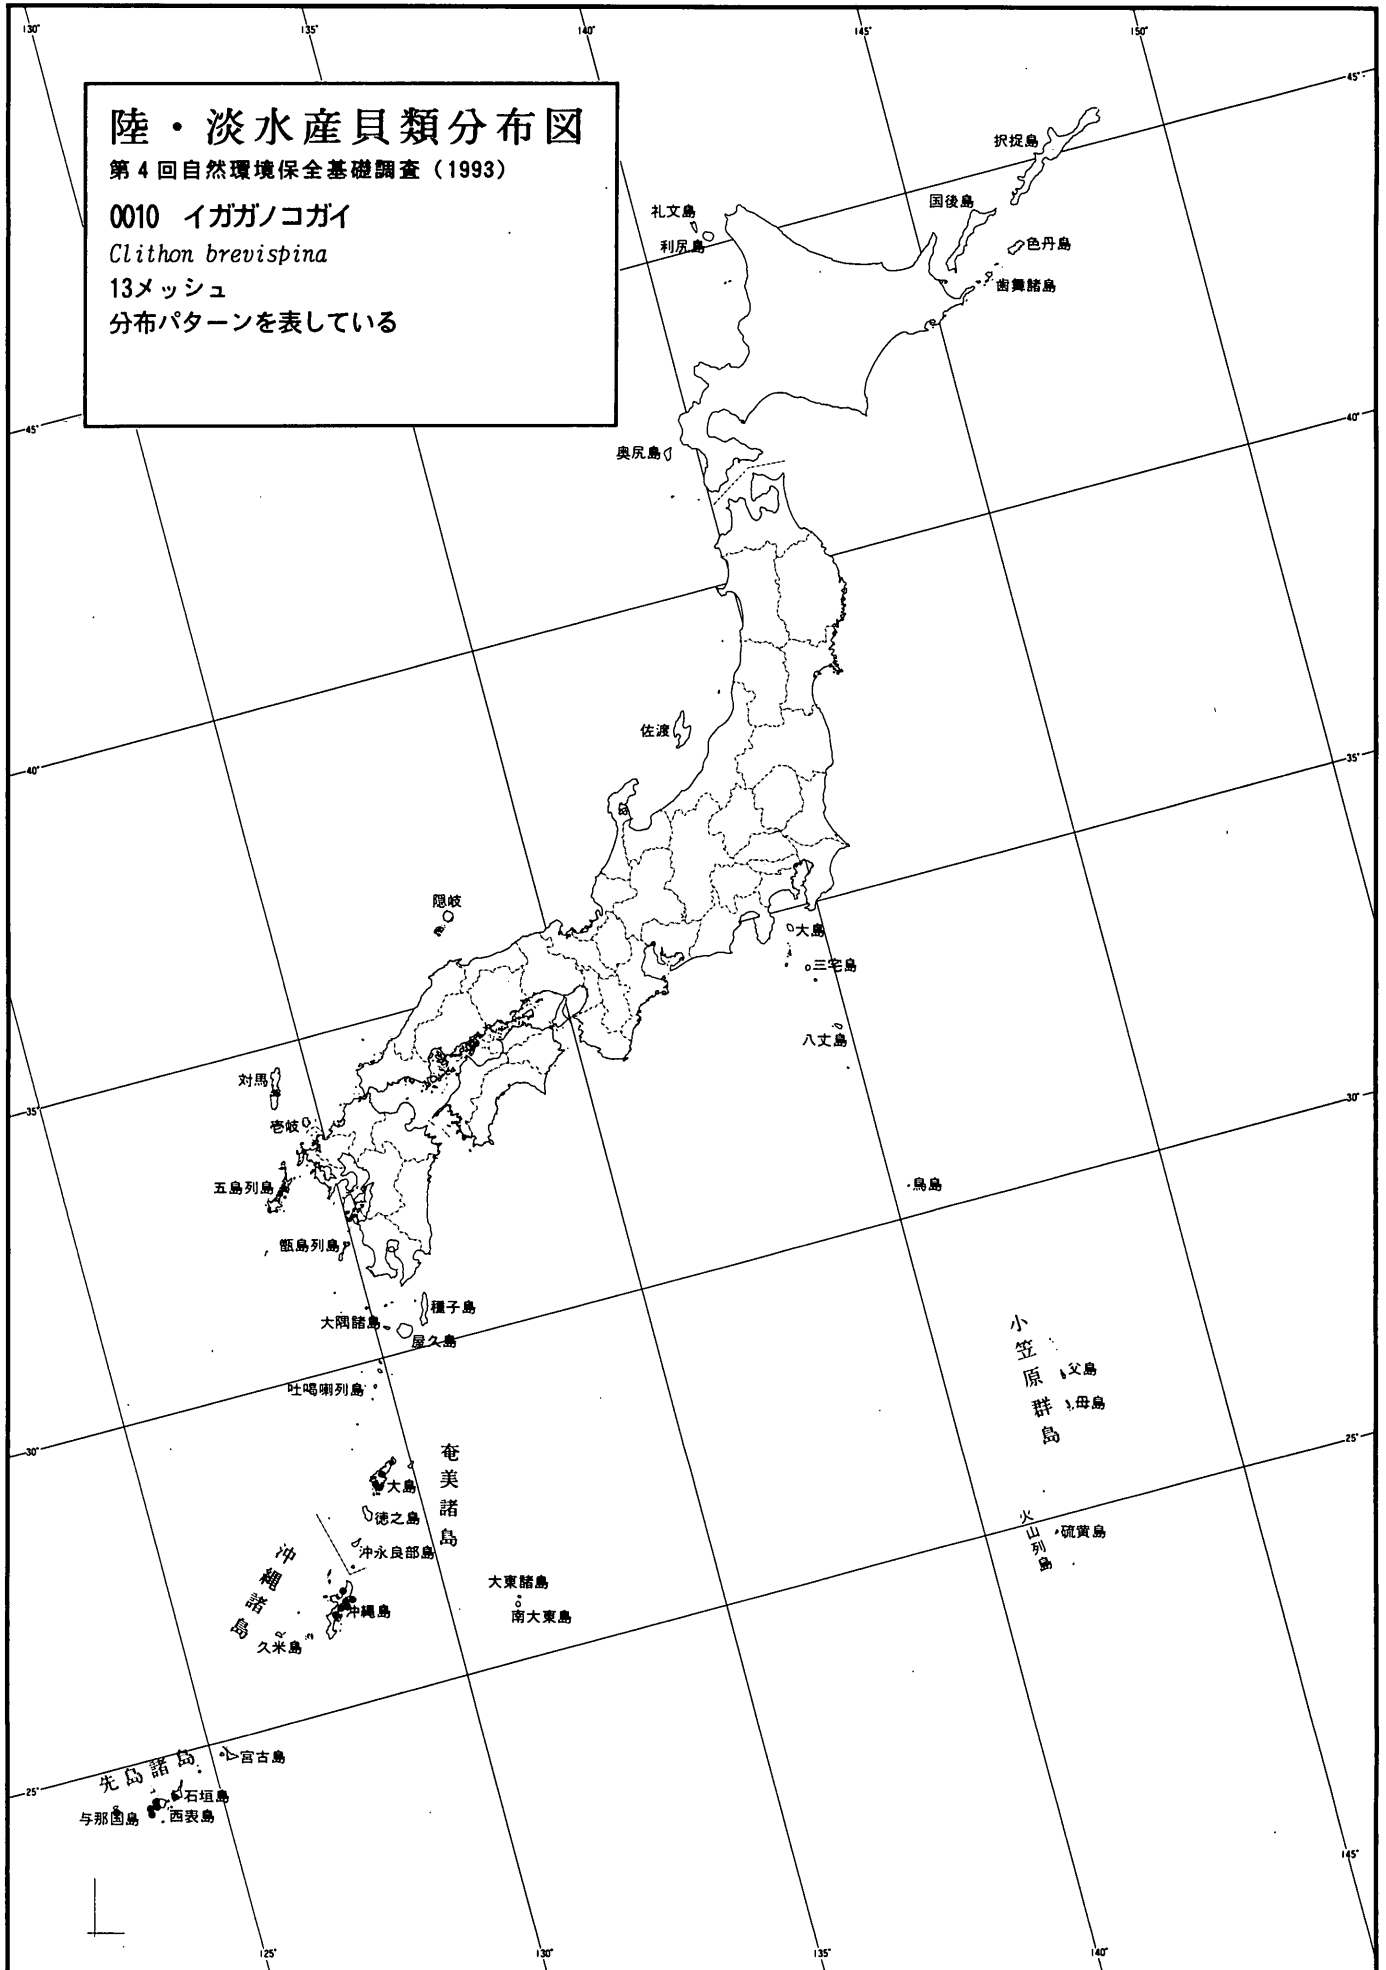 130°
135°
140°
145°
150°
陸・淡水産貝類分布図
第4回自然環境保全基礎調査(1993)
0010 イガガノコガイ
Clithon brevispina
13メッシュ
分布パターンを表している
45°
択捉島
国後島
色丹島
歯舞諸島
礼文島
利尻島
40°
45°
奥尻島
佐渡
35°
40°
隠岐
大島
三宅島
八丈島
対馬
壱岐
35°
30°
五島列島
鳥島
甑島列島
種子島
大隅諸島
屋久島
吐噶喇列島
小笠原群島
父島
母島
25°
30°
奄美諸島
大島
徳之島
沖永良部島
火山列島
硫黄島
沖縄諸島
沖縄島
久米島
大東諸島
南大東島
先島諸島
宮古島
石垣島
西表島
与那国島
25°
145°
125°
130°
135°
140°